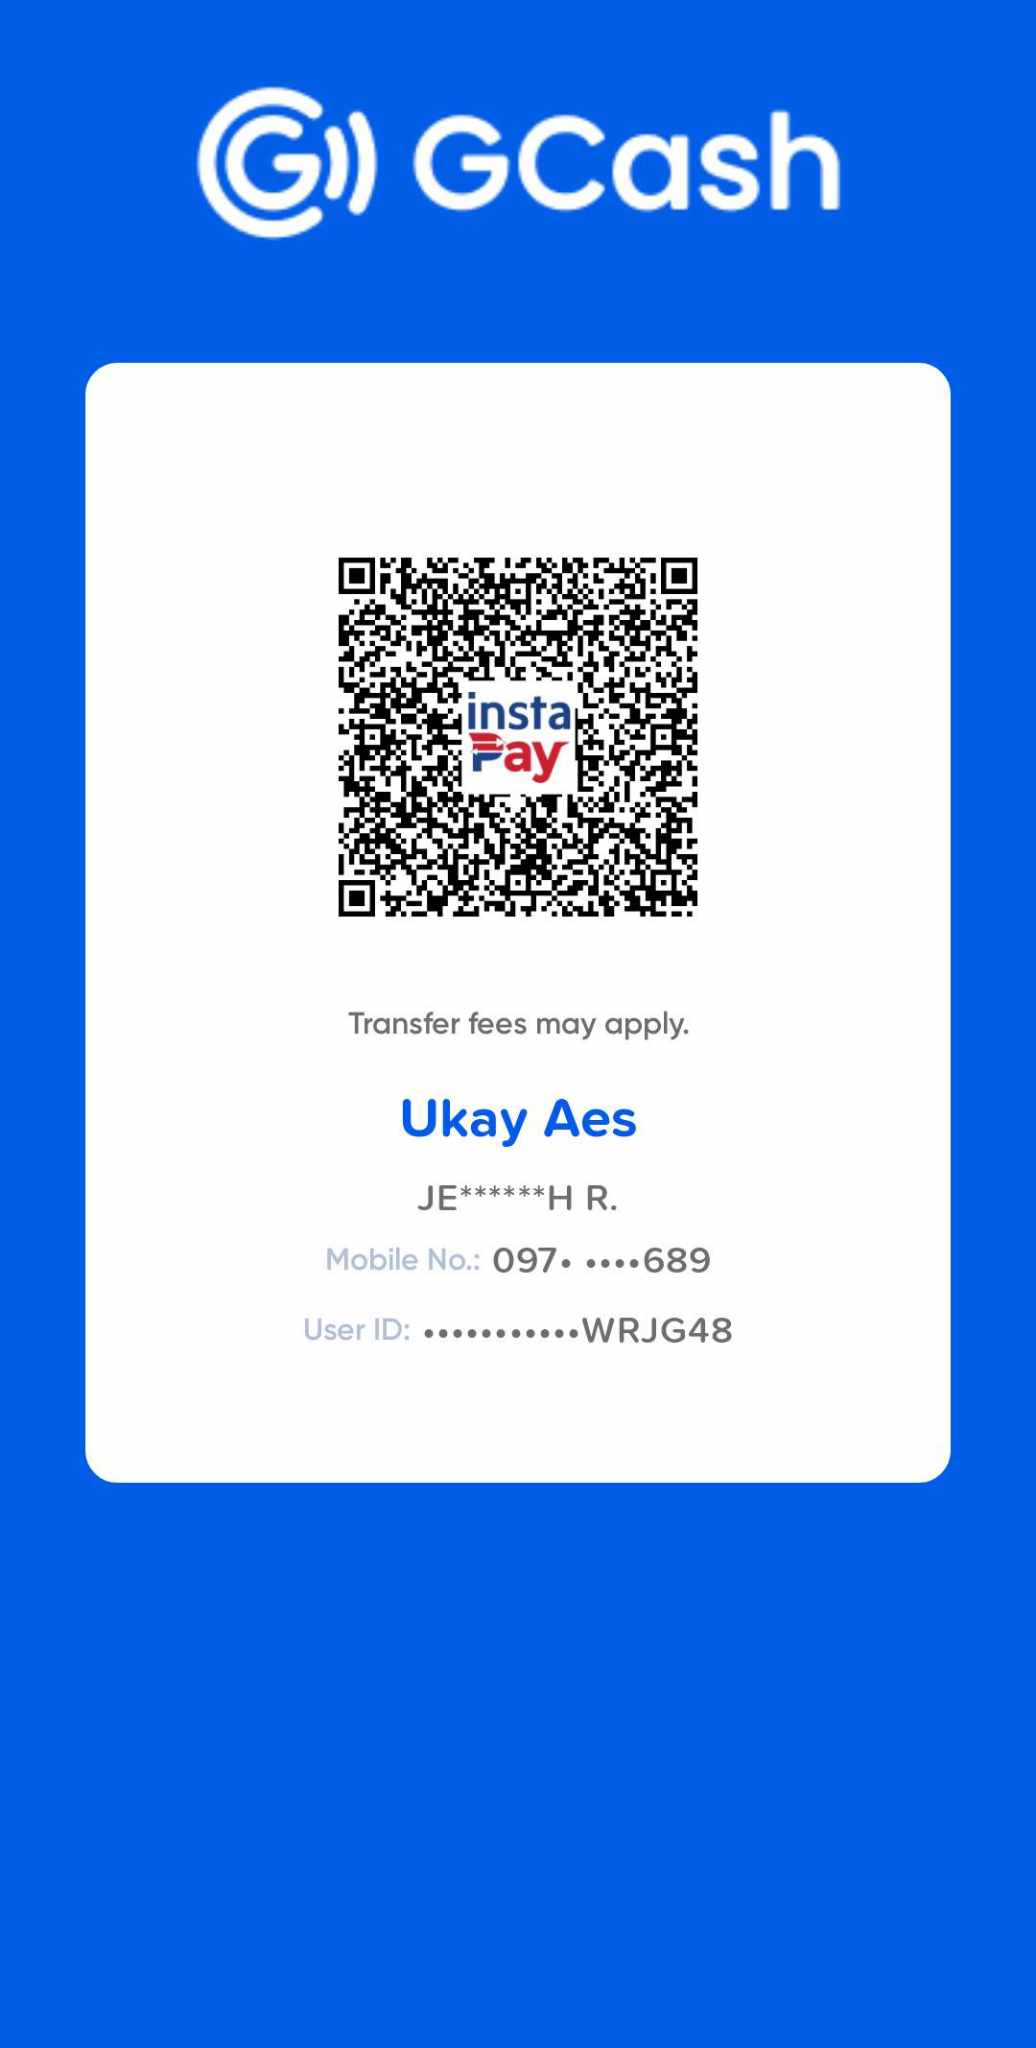 GCash
insta
Pay
Transfer fees may apply.
Ukay Aes
JE******H R.
Mobile No.: 097• ••••689
User ID: •••••••••••WRJG48